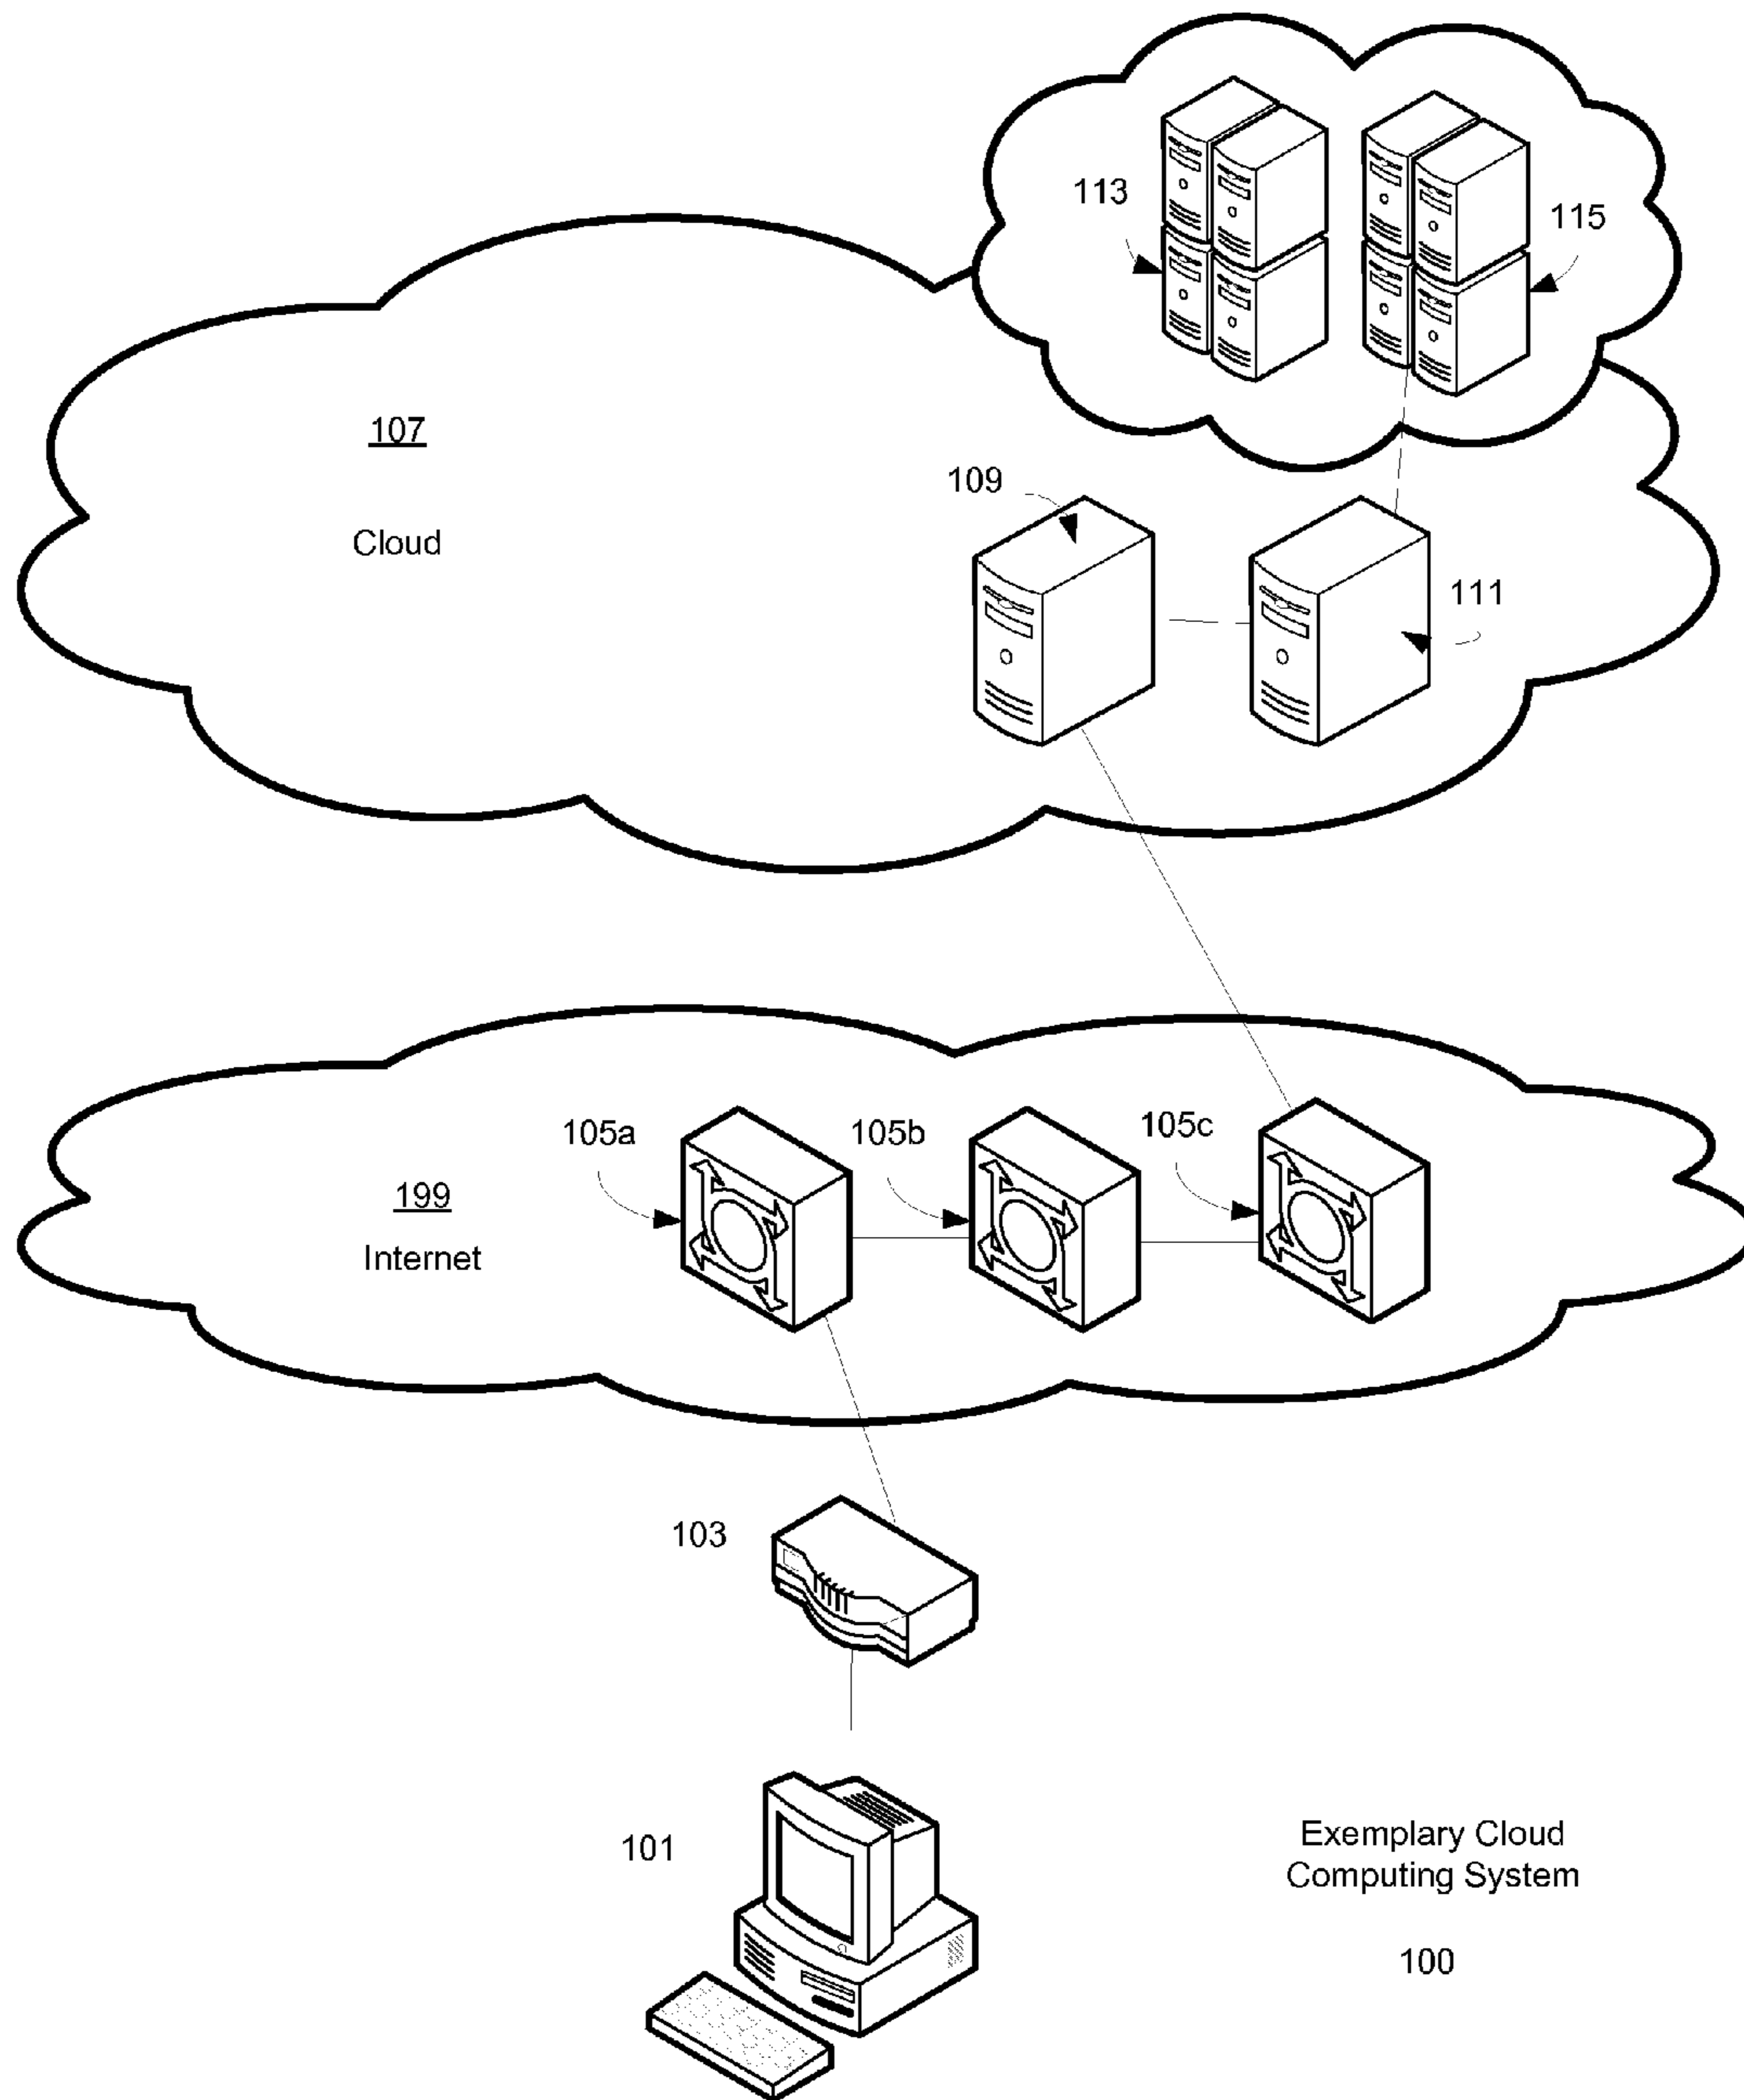 113
115
107
Cloud
109
111
105a
105b
105c
199
Internet
103
101
Exemplary Cloud
Computing System
100